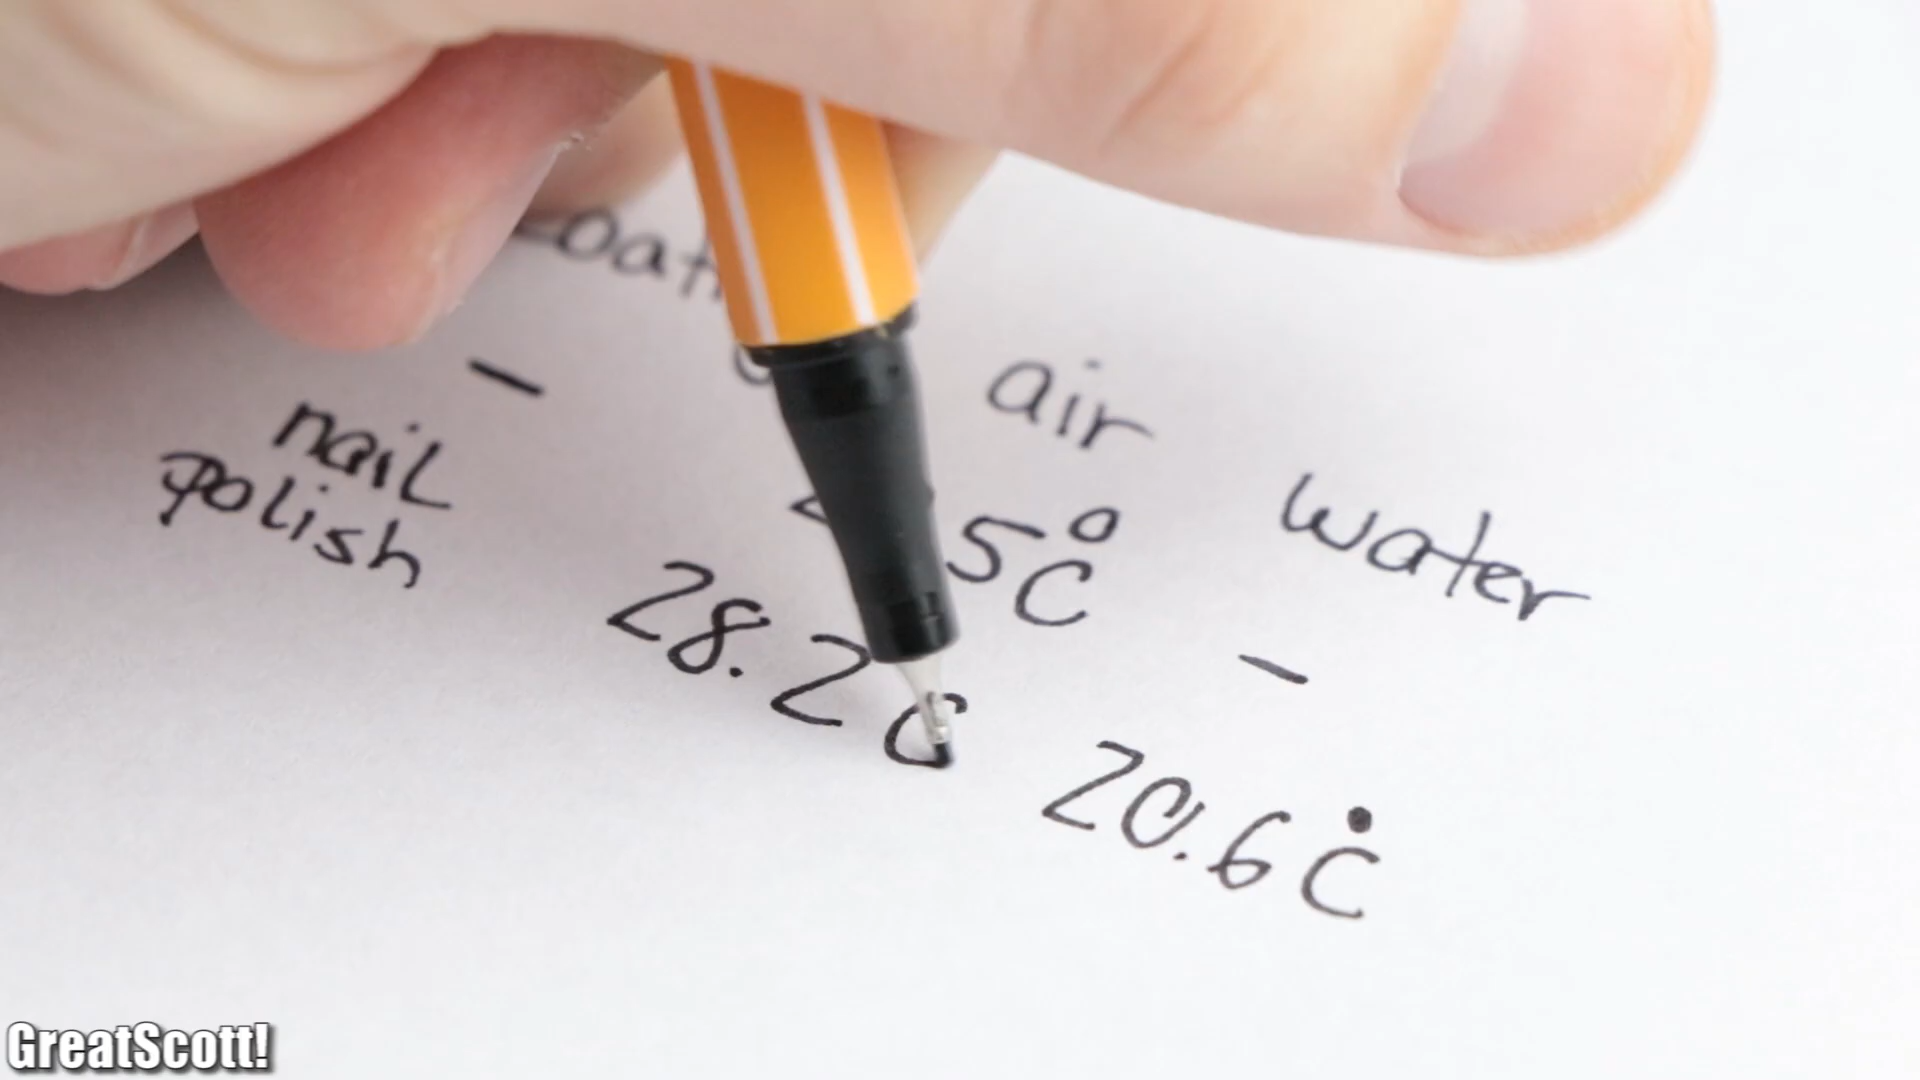 air
water
–
5°C
–
nail
polish
28.2 C
20.6°C
GreatScott!